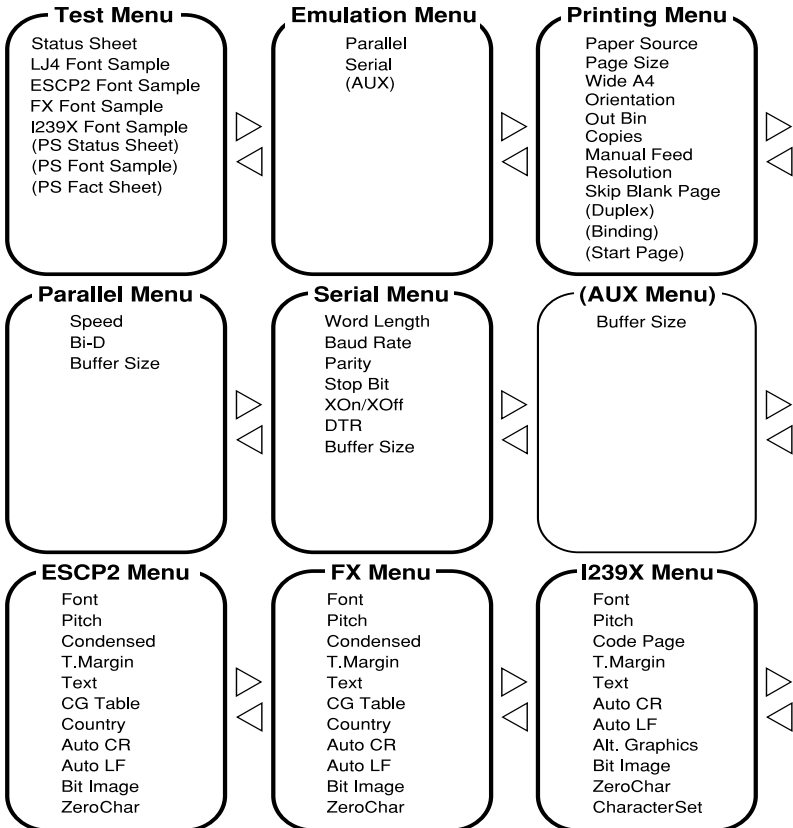 Test Menu
Status Sheet
LJ4 Font Sample
ESCP2 Font Sample
FX Font Sample
I239X Font Sample
(PS Status Sheet)
(PS Font Sample)
(PS Fact Sheet)
Emulation Menu
Parallel
Serial
(AUX)
Printing Menu
Paper Source
Page Size
Wide A4
Orientation
Out Bin
Copies
Manual Feed
Resolution
Skip Blank Page
(Duplex)
(Binding)
(Start Page)
Parallel Menu
Speed
Bi-D
Buffer Size
Serial Menu
Word Length
Baud Rate
Parity
Stop Bit
XOn/XOff
DTR
Buffer Size
(AUX Menu)
Buffer Size
ESCP2 Menu
Font
Pitch
Condensed
T.Margin
Text
CG Table
Country
Auto CR
Auto LF
Bit Image
ZeroChar
FX Menu
Font
Pitch
Condensed
T.Margin
Text
CG Table
Country
Auto CR
Auto LF
Bit Image
ZeroChar
I239X Menu
Font
Pitch
Code Page
T.Margin
Text
Auto CR
Auto LF
Alt. Graphics
Bit Image
ZeroChar
CharacterSet